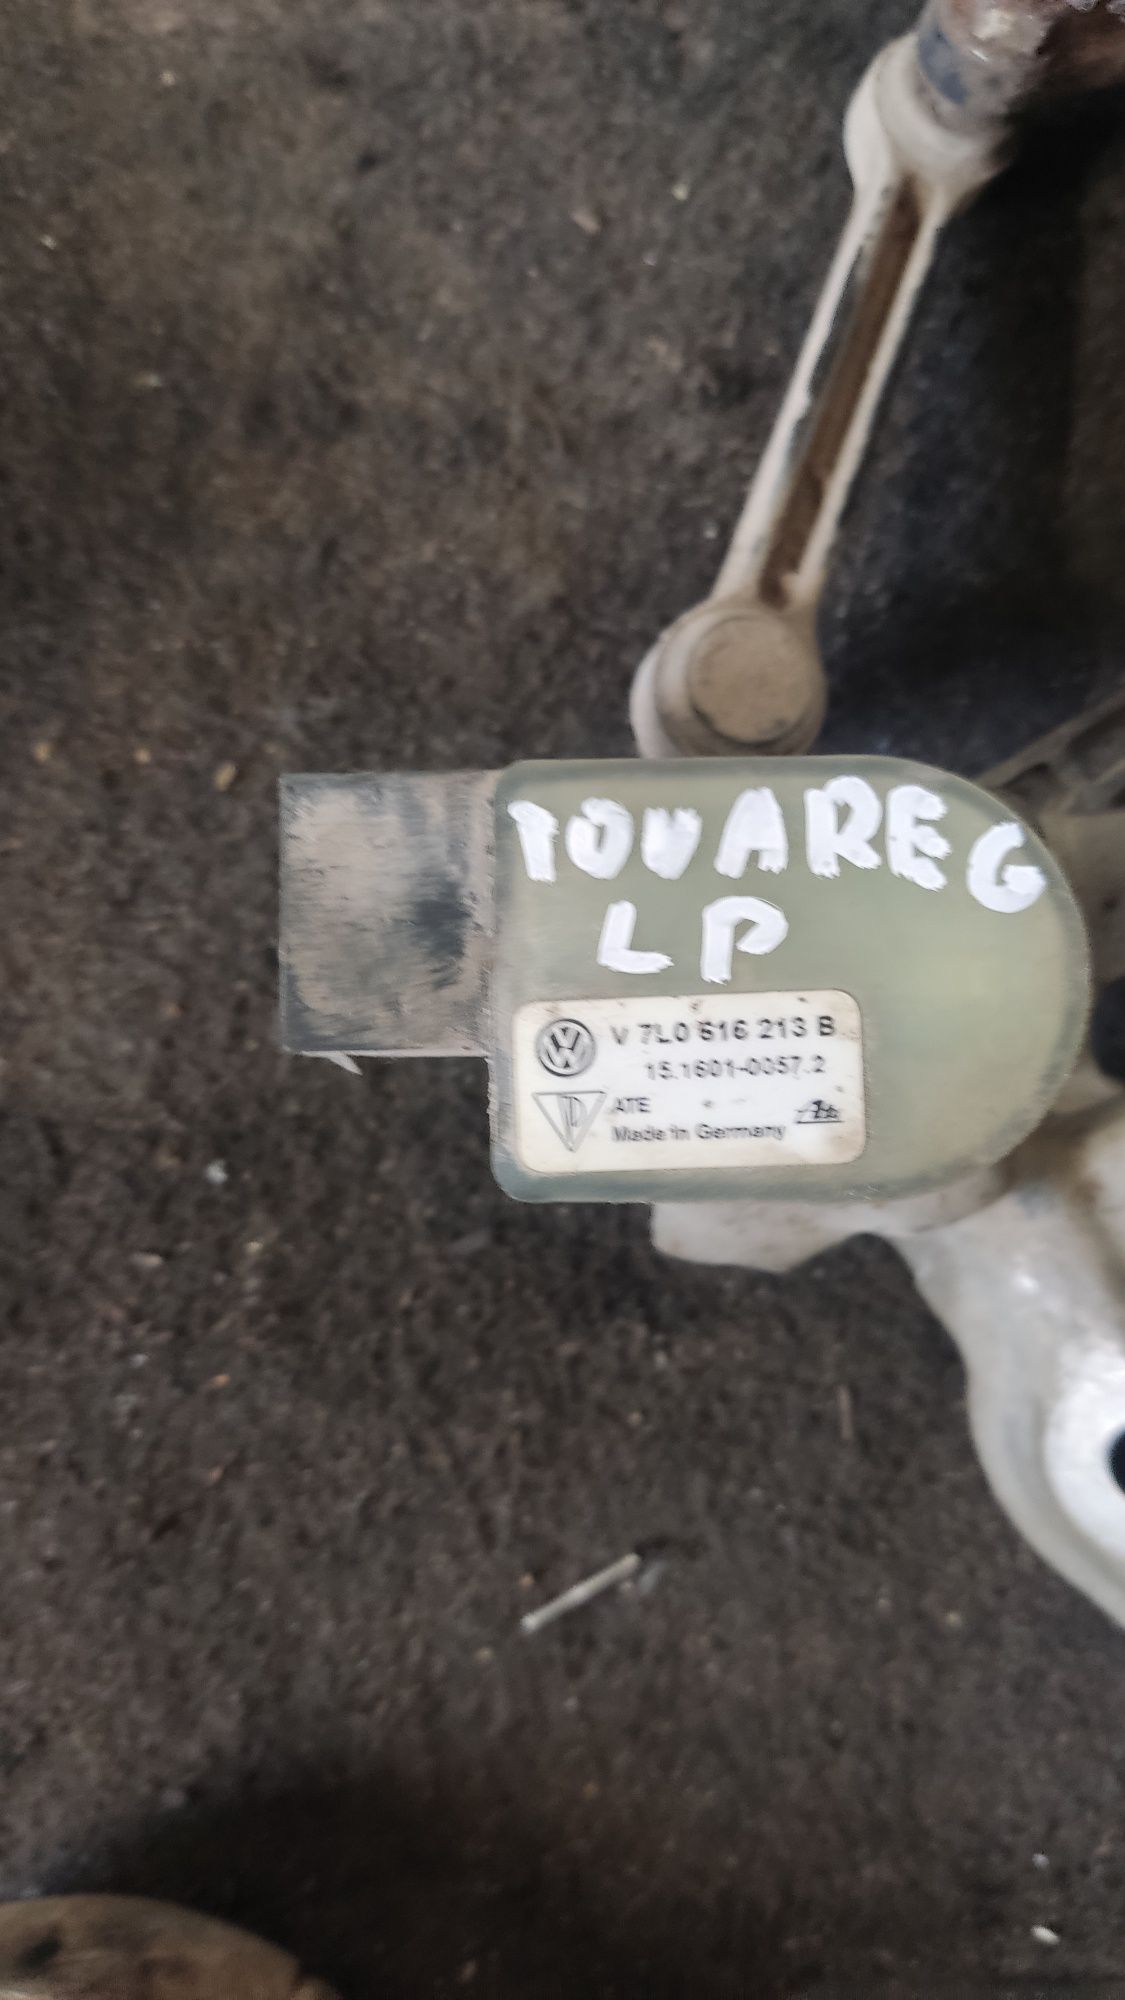 TOUAREG
LP
V 7L0 616 213 B
15.1601-0057.2
ATE
Made in Germany